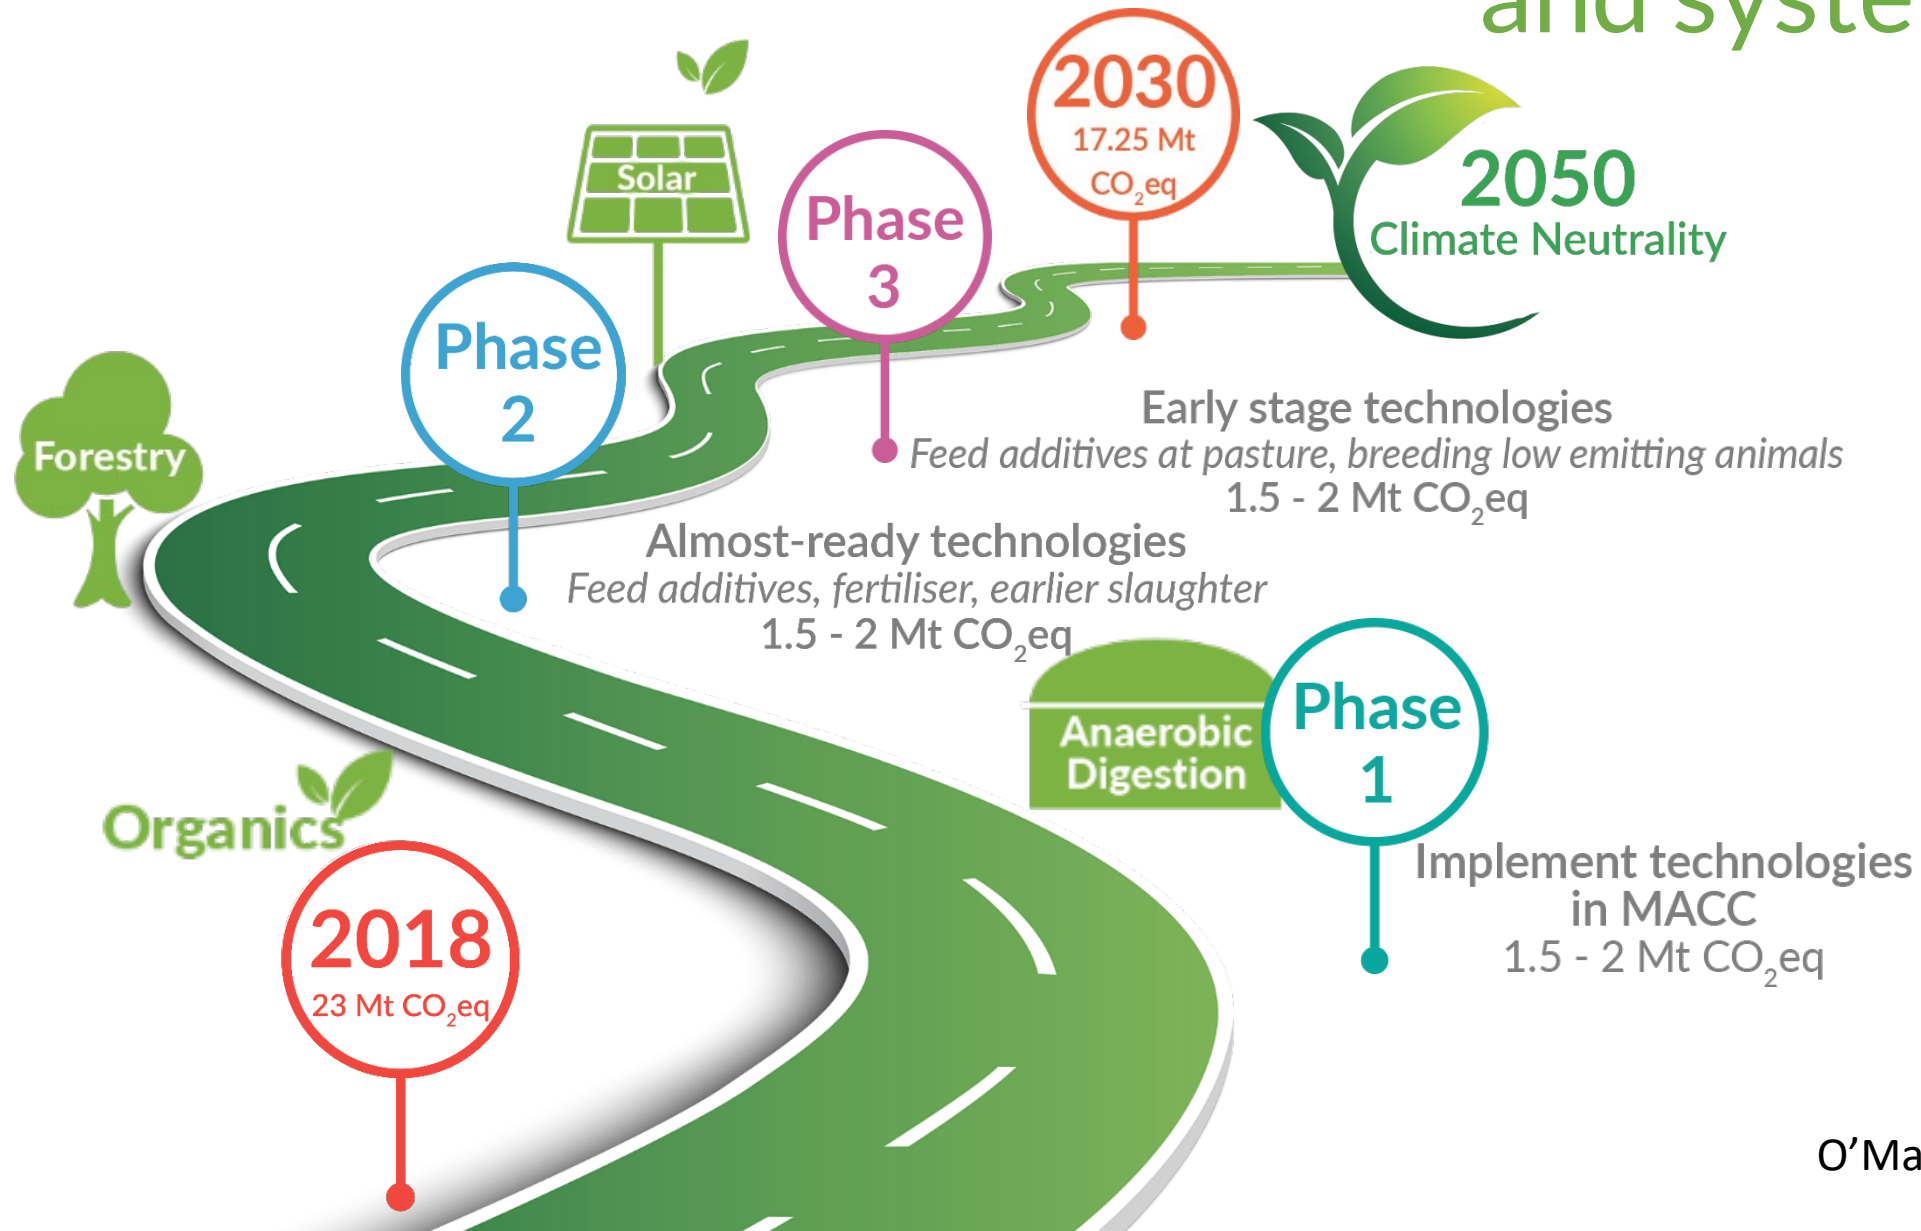 and syste
2030
17.25 Mt
CO₂eq
2050
Climate Neutrality
Solar
Phase
3
Phase
2
Early stage technologies
Feed additives at pasture, breeding low emitting animals
1.5 - 2 Mt CO₂eq
Forestry
Almost-ready technologies
Feed additives, fertiliser, earlier slaughter
1.5 - 2 Mt CO₂eq
Anaerobic
Digestion
Phase
1
Implement technologies
in MACC
1.5 - 2 Mt CO₂eq
Organics
2018
23 Mt CO₂eq
O’Ma